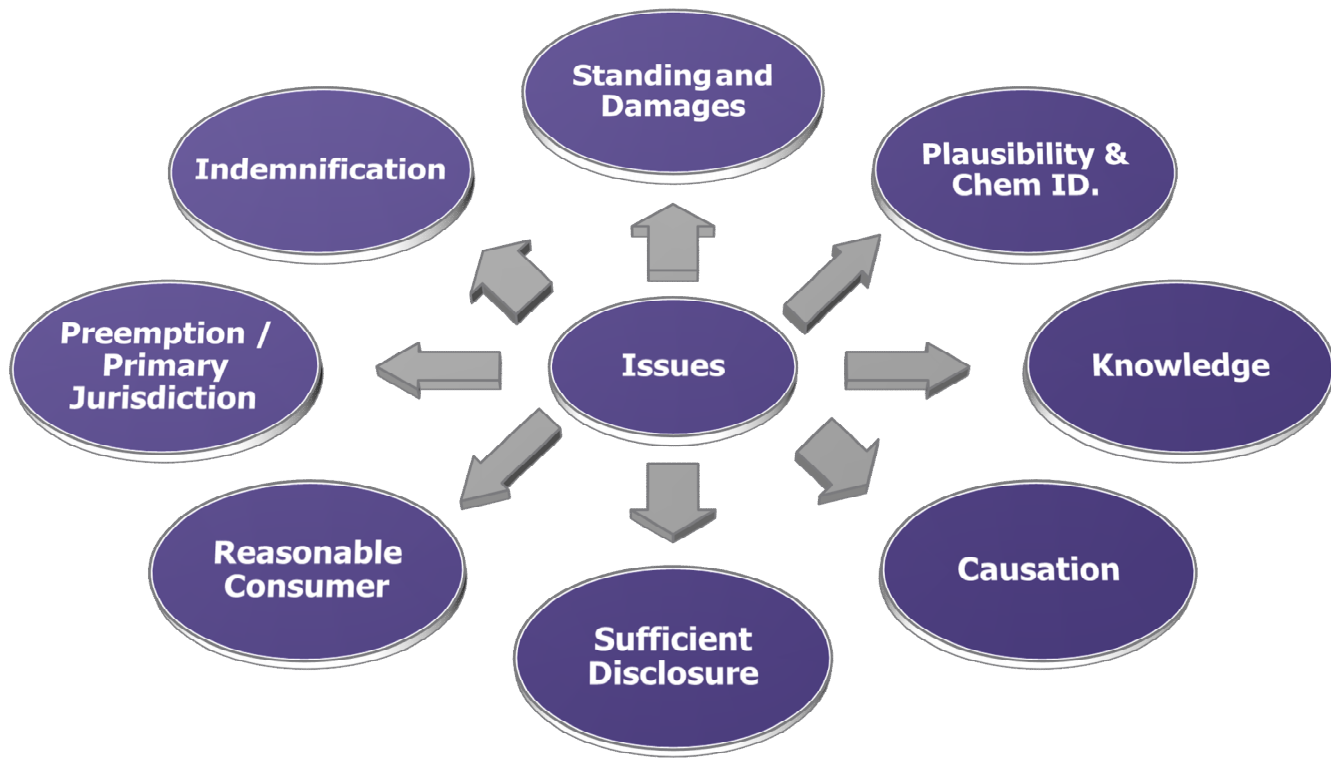 Standing and
Damages
Indemnification
Plausibility &
Chem ID.
Preemption /
Primary
Jurisdiction
Issues
Knowledge
Reasonable
Consumer
Causation
Sufficient
Disclosure